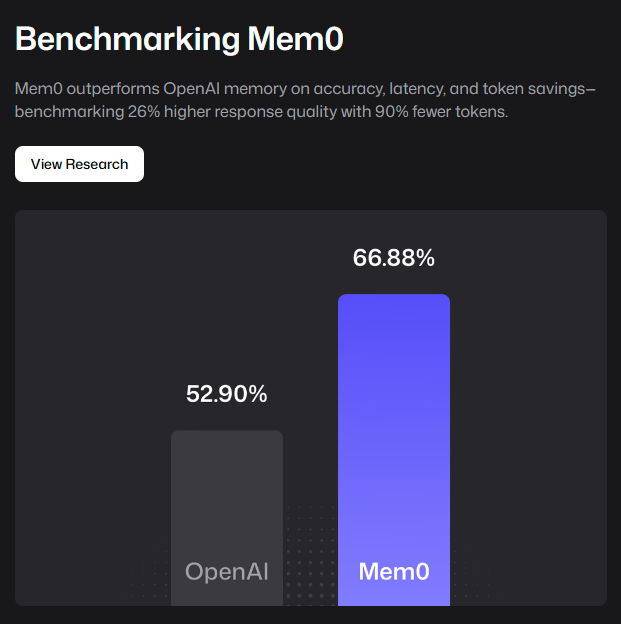 Benchmarking Mem0
Mem0 outperforms OpenAI memory on accuracy, latency, and token savings—
benchmarking 26% higher response quality with 90% fewer tokens.
View Research
66.88%
52.90%
OpenAI
Mem0